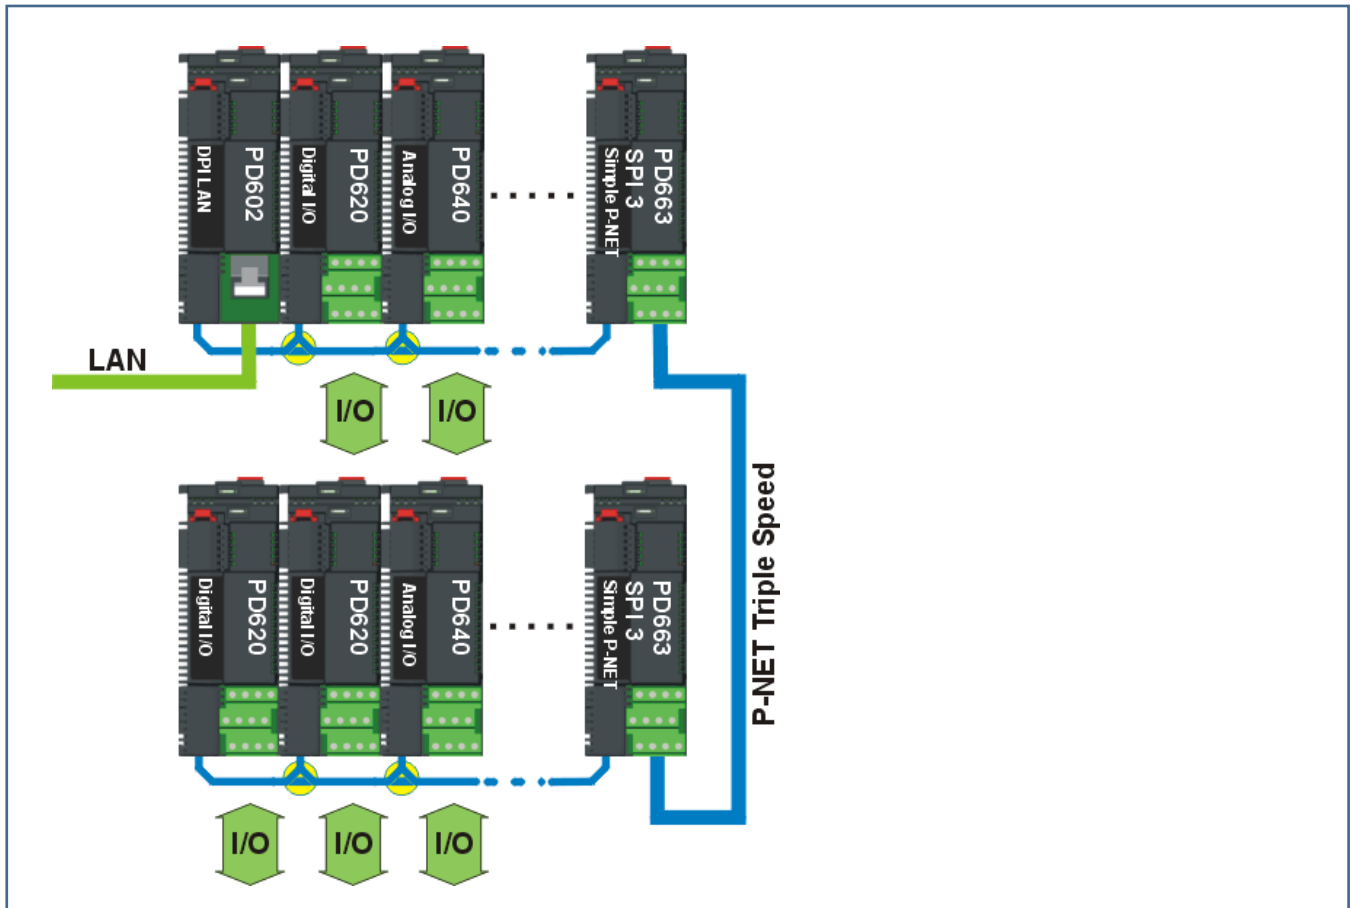 DPI LAN
PD602
Digital I/O
PD620
Analog I/O
PD640
Simple P-NET
SPI 3
PD663
LAN
I/O
I/O
P-NET Triple Speed
Digital I/O
PD620
Digital I/O
PD620
Analog I/O
PD640
Simple P-NET
SPI 3
PD663
I/O
I/O
I/O